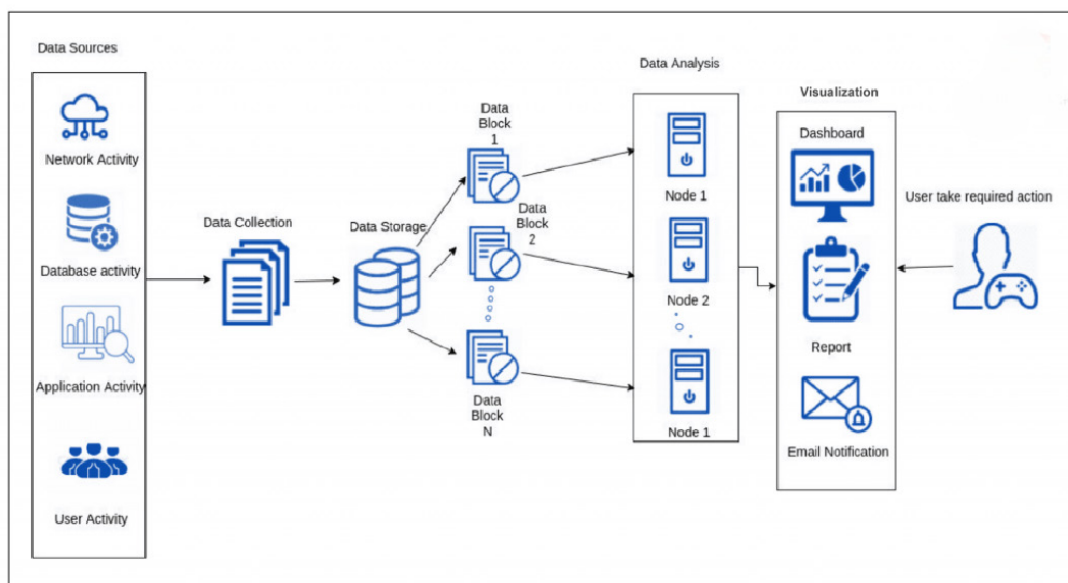 Data Sources
Network Activity
Database activity
Application Activity
User Activity
Data Collection
Data Storage
Data
Block
1
Data
Block
2
Data
Block
N
Data Analysis
Node 1
Node 2
Node 1
Visualization
Dashboard
Report
Email Notification
User take required action